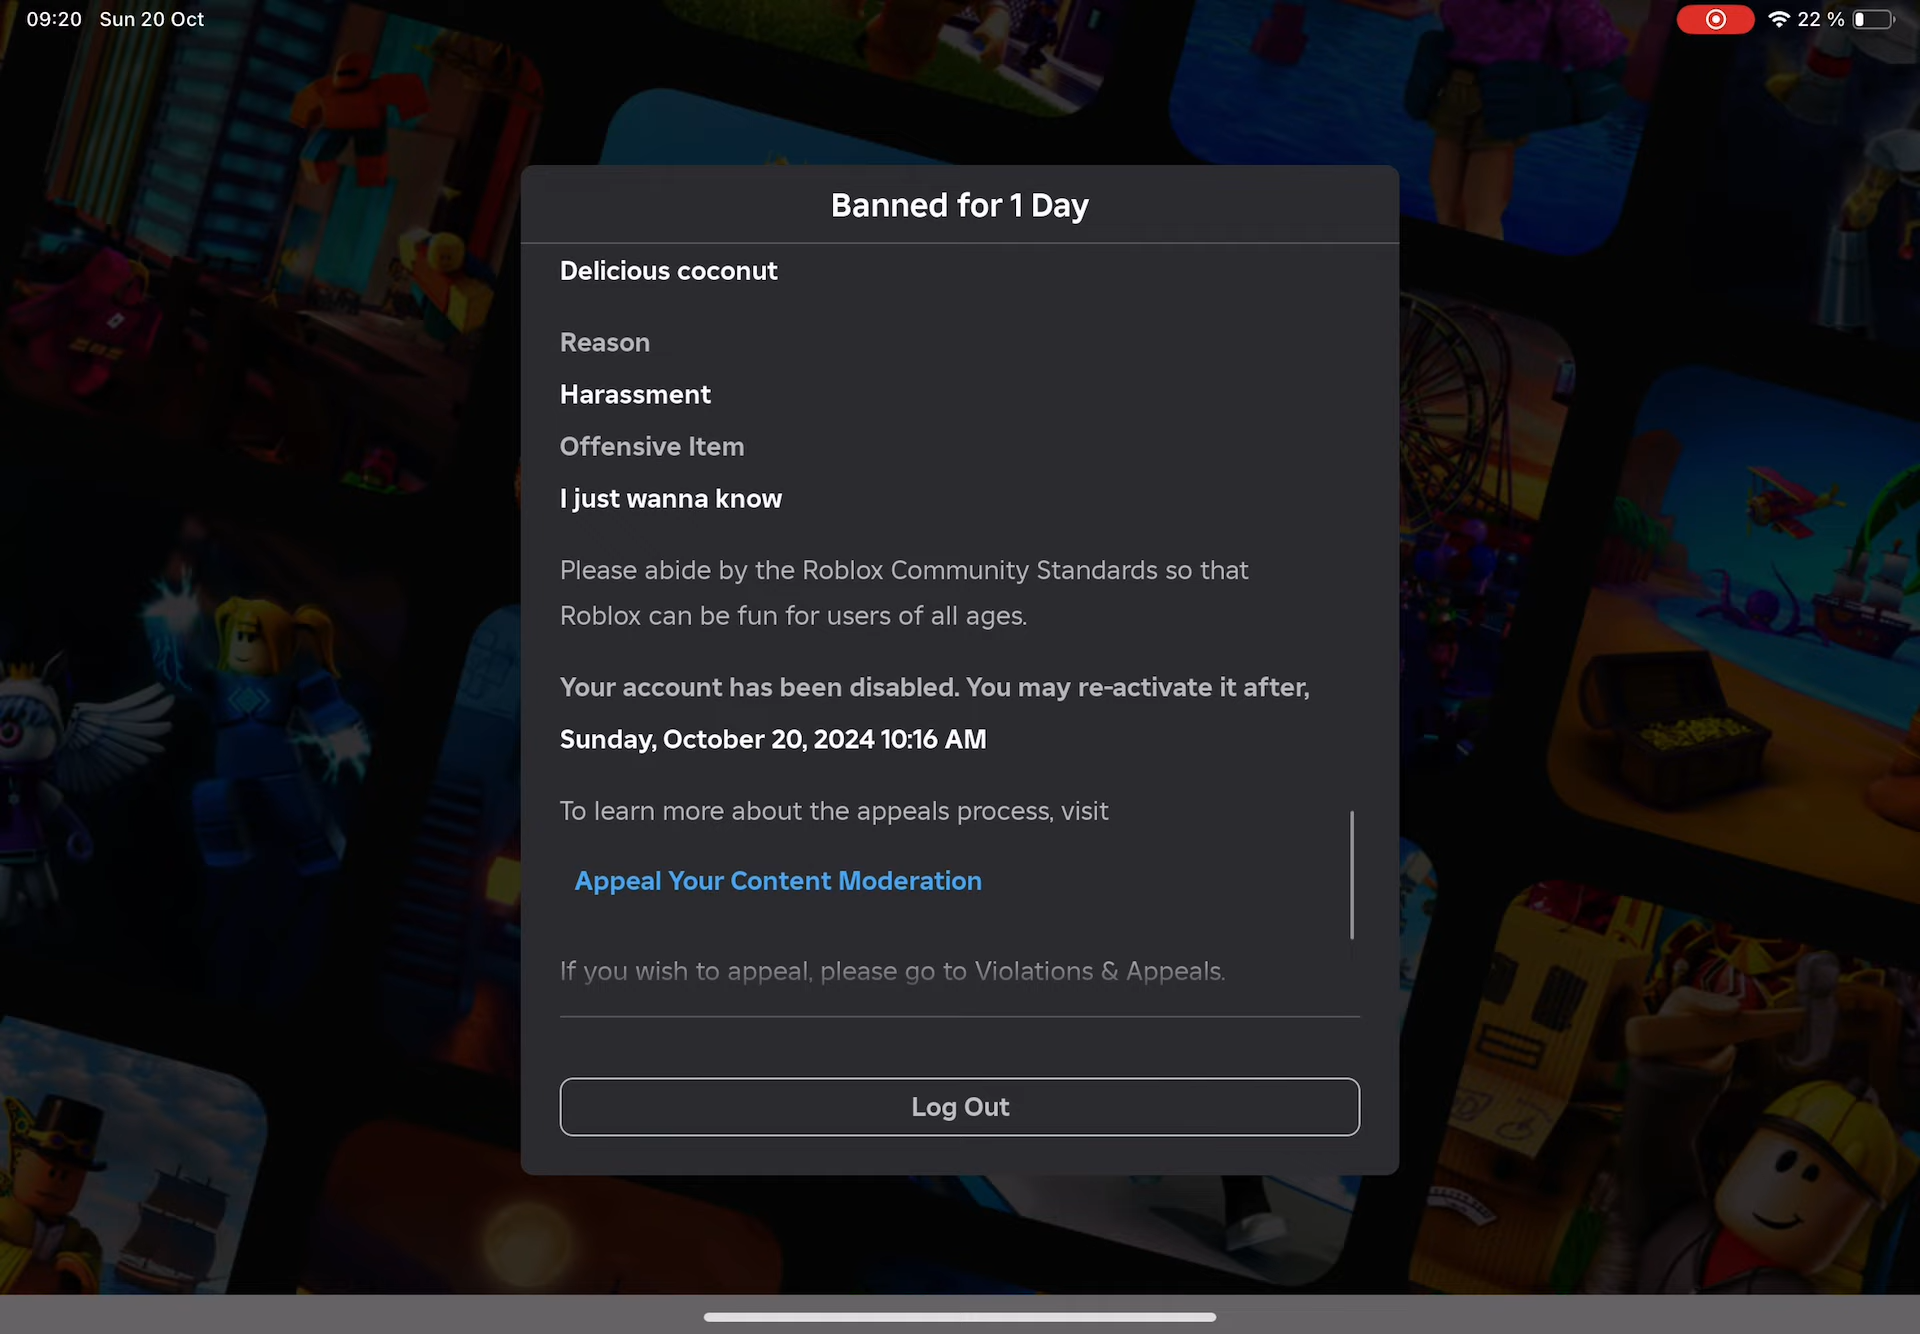 09:20 Sun 20 Oct
22 %
Banned for 1 Day
Delicious coconut
Reason
Harassment
Offensive Item
I just wanna know
Please abide by the Roblox Community Standards so that
Roblox can be fun for users of all ages.
Your account has been disabled. You may re-activate it after,
Sunday, October 20, 2024 10:16 AM
To learn more about the appeals process, visit
Appeal Your Content Moderation
If you wish to appeal, please go to Violations & Appeals.
Log Out